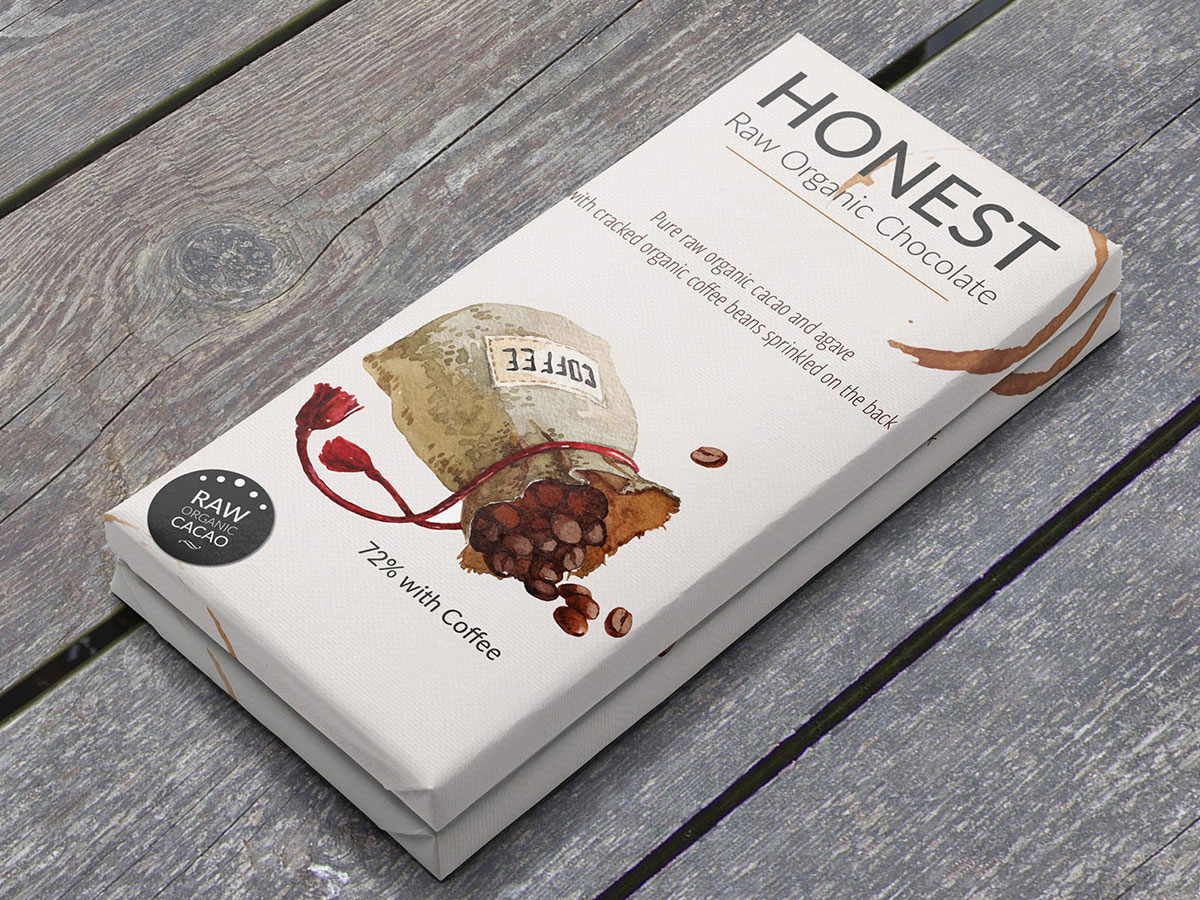 HONEST
Raw Organic Chocolate
Pure raw organic cacao and agave
with cracked organic coffee beans sprinkled on the back
COFFEE
RAW
ORGANIC
CACAO
72% with Coffee